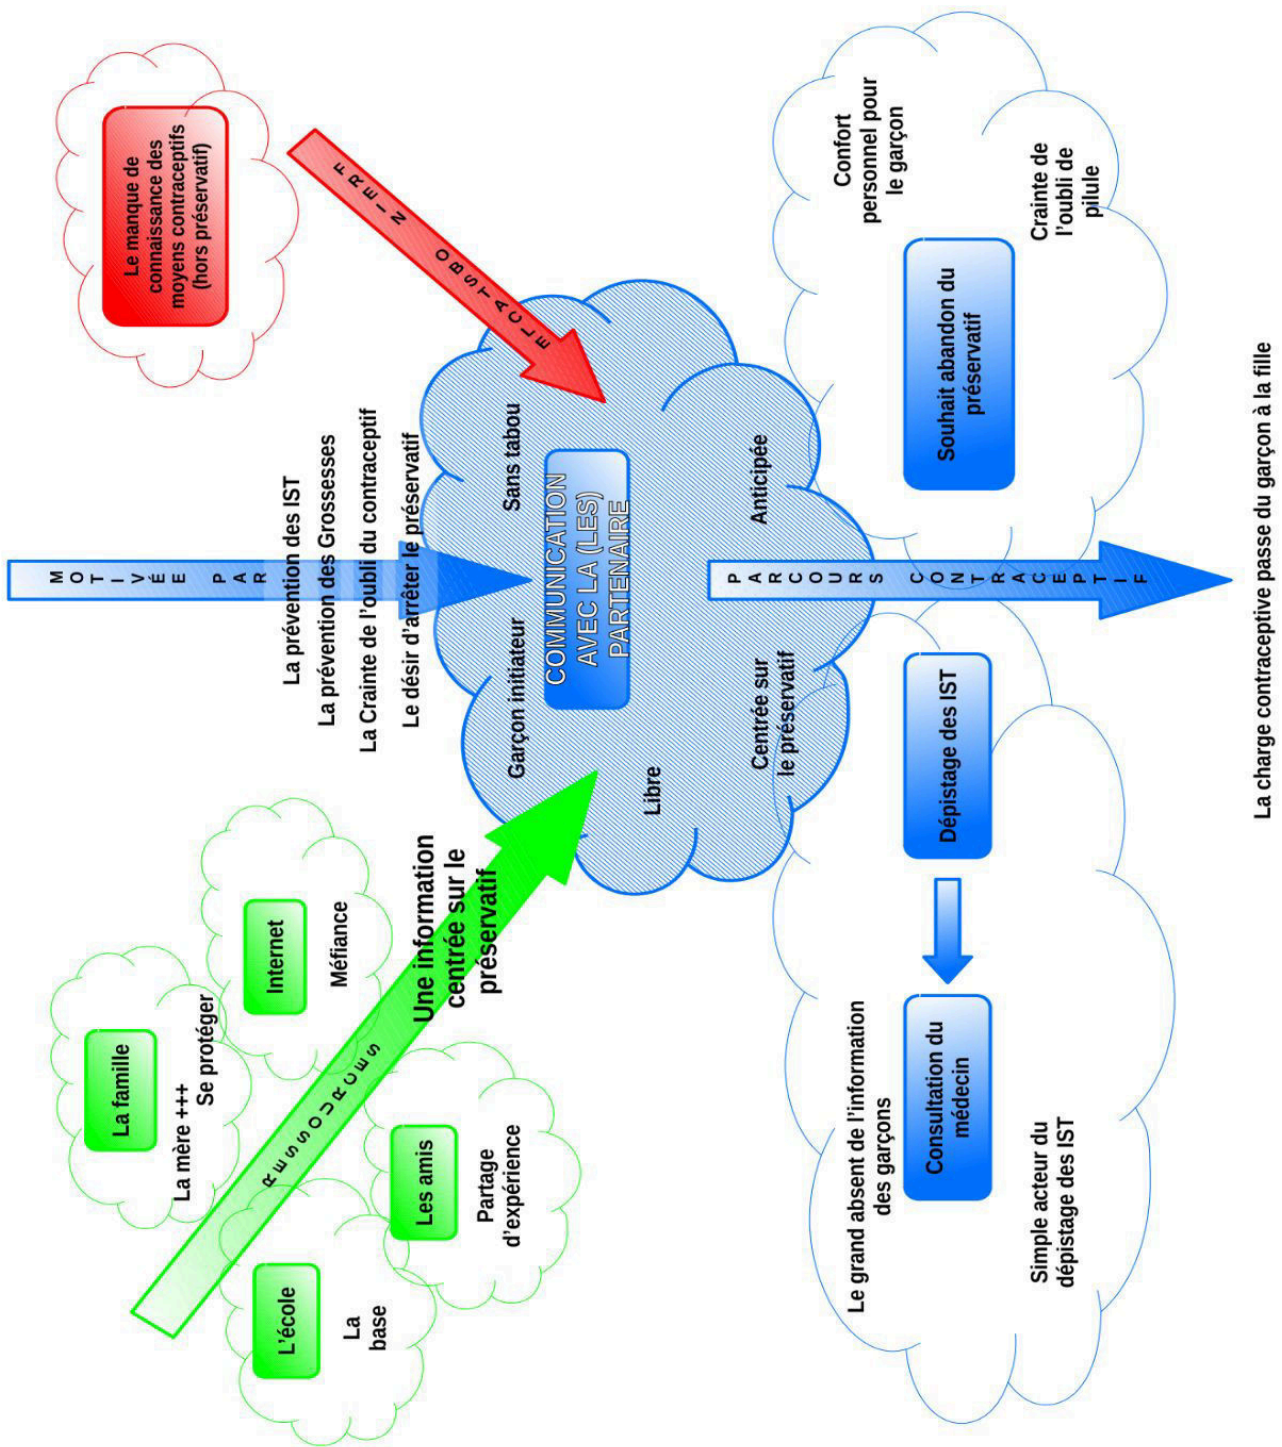 L'école
La
base
La famille
La mère +++
Se protéger
Internet
Méfiance
Les amis
Partage
d'expérience
RESSOURCES
Une information
centrée sur le
préservatif
MOTIVÉE PAR
La prévention des IST
La prévention des Grossesses
La Crainte de l'oubli du contraceptif
Le désir d'arrêter le préservatif
Le manque de
connaissance des
moyens contraceptifs
(hors préservatif)
FREIN OBSTACLE
Garçon initiateur
Sans tabou
COMMUNICATION
AVEC LA (LES)
PARTENAIRE
Libre
Centrée sur
le préservatif
Anticipée
PARCOURS CONTRACEPTIF
Le grand absent de l'information
des garçons
Consultation du
médecin
Simple acteur du
dépistage des IST
Dépistage des IST
Souhait abandon du
préservatif
Confort
personnel pour
le garçon
Crainte de
l'oubli de
pilule
La charge contraceptive passe du garçon à la fille